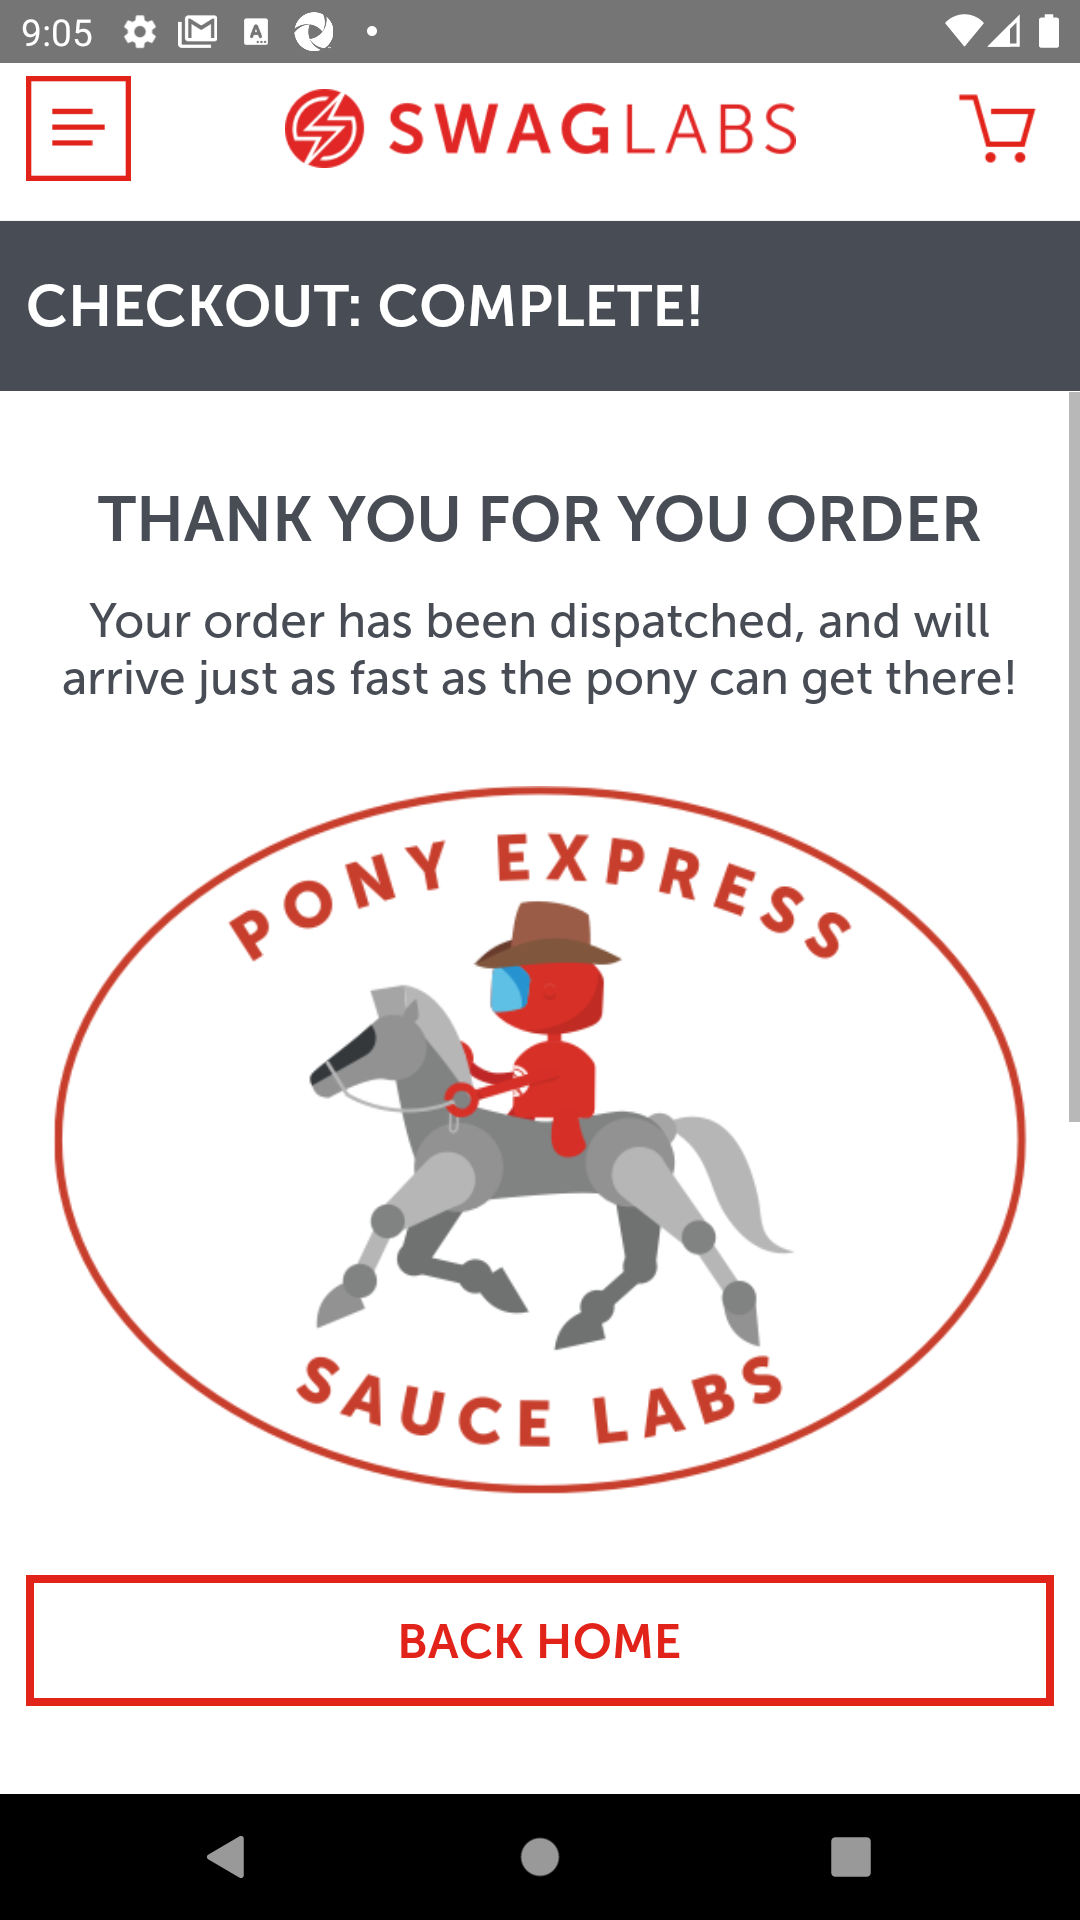 9:05
SWAGLABS
CHECKOUT: COMPLETE!
THANK YOU FOR YOU ORDER
Your order has been dispatched, and will
arrive just as fast as the pony can get there!
PONY EXPRESS
SAUCE LABS
BACK HOME